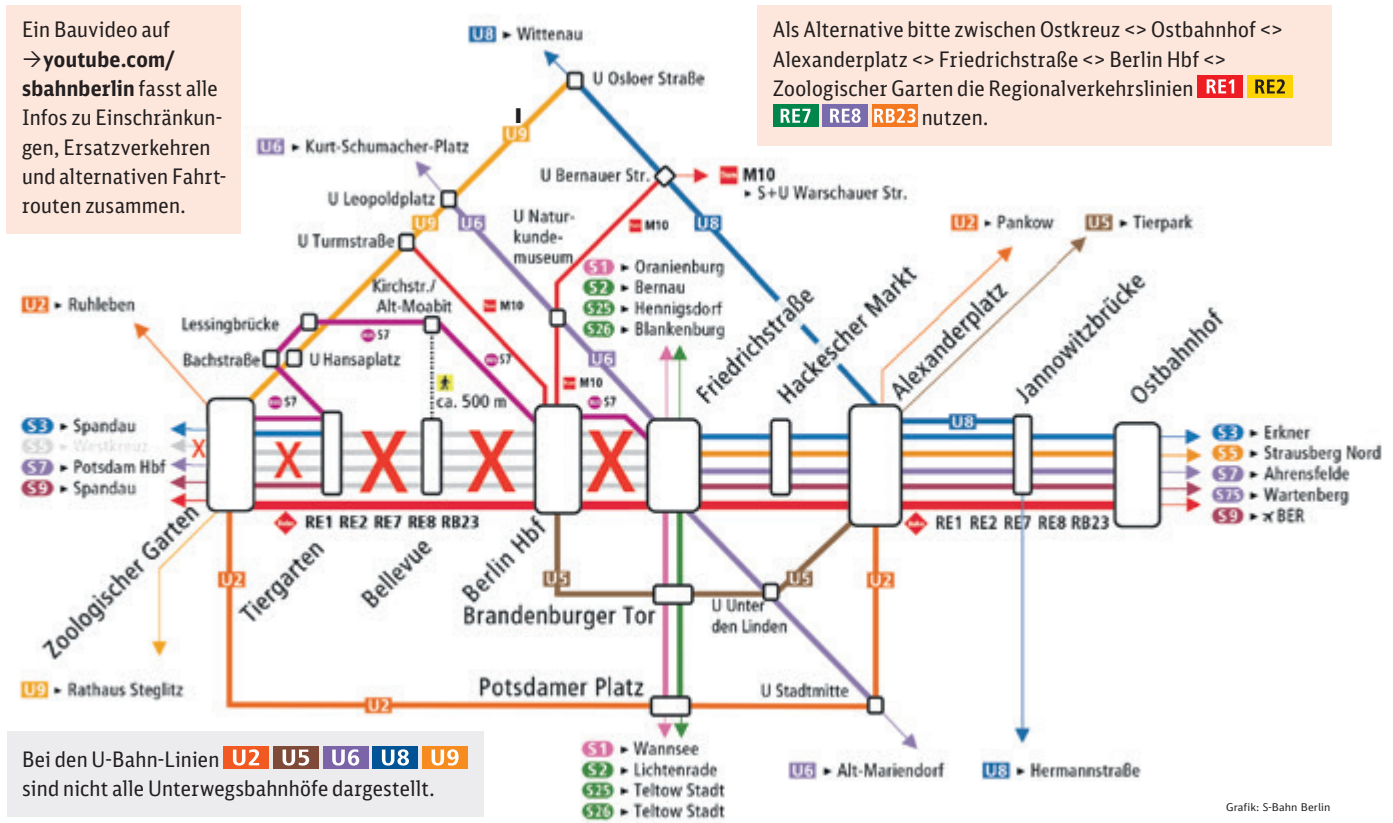 Ein Bauvideo auf
→youtube.com/
sbahnberlin fasst alle
Infos zu Einschränkun-
gen, Ersatzverkehren
und alternativen Fahrt-
routen zusammen.
Als Alternative bitte zwischen Ostkreuz <> Ostbahnhof <>
Alexanderplatz <> Friedrichstraße <> Berlin Hbf <>
Zoologischer Garten die Regionalverkehrslinien RE1 RE2
RE7 RE8 RB23 nutzen.
U8 ▸ Wittenau
U Osloer Straße
U9
U6 ▸ Kurt-Schumacher-Platz
U Bernauer Str.
M10
▸ S+U Warschauer Str.
U Leopoldplatz
U9
U6
U Natur-
kunde-
museum
M10
U8
U2 ▸ Pankow
U5 ▸ Tierpark
U Turmstraße
S1 ▸ Oranienburg
S2 ▸ Bernau
S25 ▸ Hennigsdorf
S26 ▸ Blankenburg
Kirchstr./
Alt-Moabit
M10
U2 ▸ Ruhleben
Lessingbrücke
S7
Bachstraße
U Hansaplatz
S7
U6
ca. 500 m
M10
S7
S7
Friedrichstraße
Hackescher Markt
Alexanderplatz
Jannowitzbrücke
Ostbahnhof
U8
S3 ▸ Spandau
S5 ▸ Westkreuz
S7 ▸ Potsdam Hbf
S9 ▸ Spandau
X
X
X
X
X
S3 ▸ Erkner
S5 ▸ Strausberg Nord
S7 ▸ Ahrensfelde
S75 ▸ Wartenberg
S9 ▸ BER
RE1 RE2 RE7 RE8 RB23
RE1 RE2 RE7 RE8 RB23
Zoologischer Garten
Tiergarten
Bellevue
Berlin Hbf
U2
U5
U5
U2
Brandenburger Tor
U Unter
den Linden
U9 ▸ Rathaus Steglitz
Potsdamer Platz
U Stadtmitte
U2
S1 ▸ Wannsee
S2 ▸ Lichtenrade
S25 ▸ Teltow Stadt
S26 ▸ Teltow Stadt
U6 ▸ Alt-Mariendorf
U8 ▸ Hermannstraße
Bei den U-Bahn-Linien U2 U5 U6 U8 U9
sind nicht alle Unterwegsbahnhöfe dargestellt.
Grafik: S-Bahn Berlin